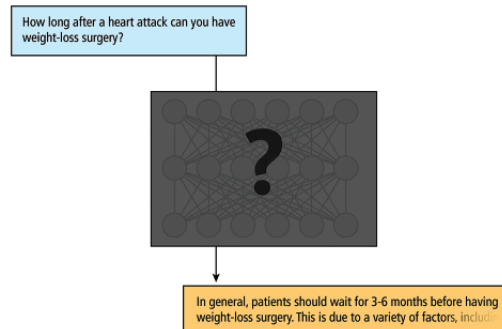 How long after a heart attack can you have
weight-loss surgery?
?
In general, patients should wait for 3-6 months before having
weight-loss surgery. This is due to a variety of factors,